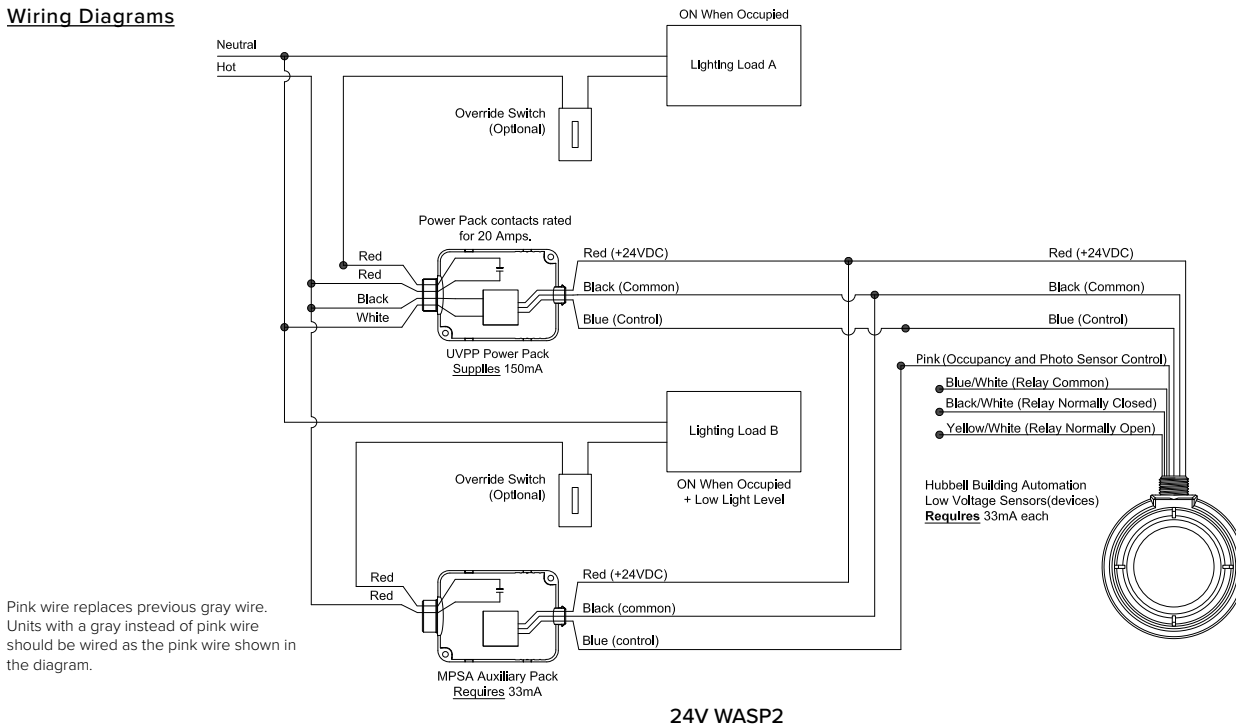 Wiring Diagrams
ON When Occupied
Neutral
Hot
Lighting Load A
Override Switch
(Optional)
Power Pack contacts rated
for 20 Amps.
Red
Red
Black
White
Red (+24VDC)
Black (Common)
Blue (Control)
Red (+24VDC)
Black (Common)
Blue (Control)
UVPP Power Pack
Supplies 150mA
Pink (Occupancy and Photo Sensor Control)
Blue/White (Relay Common)
Black/White (Relay Normally Closed)
Yellow/White (Relay Normally Open)
Lighting Load B
Override Switch
(Optional)
ON When Occupied
+ Low Light Level
Hubbell Building Automation
Low Voltage Sensors(devices)
Requires 33mA each
Red
Red
Red (+24VDC)
Black (common)
Blue (control)
Pink wire replaces previous gray wire.
Units with a gray instead of pink wire
should be wired as the pink wire shown in
the diagram.
MPSA Auxiliary Pack
Requires 33mA
24V WASP2